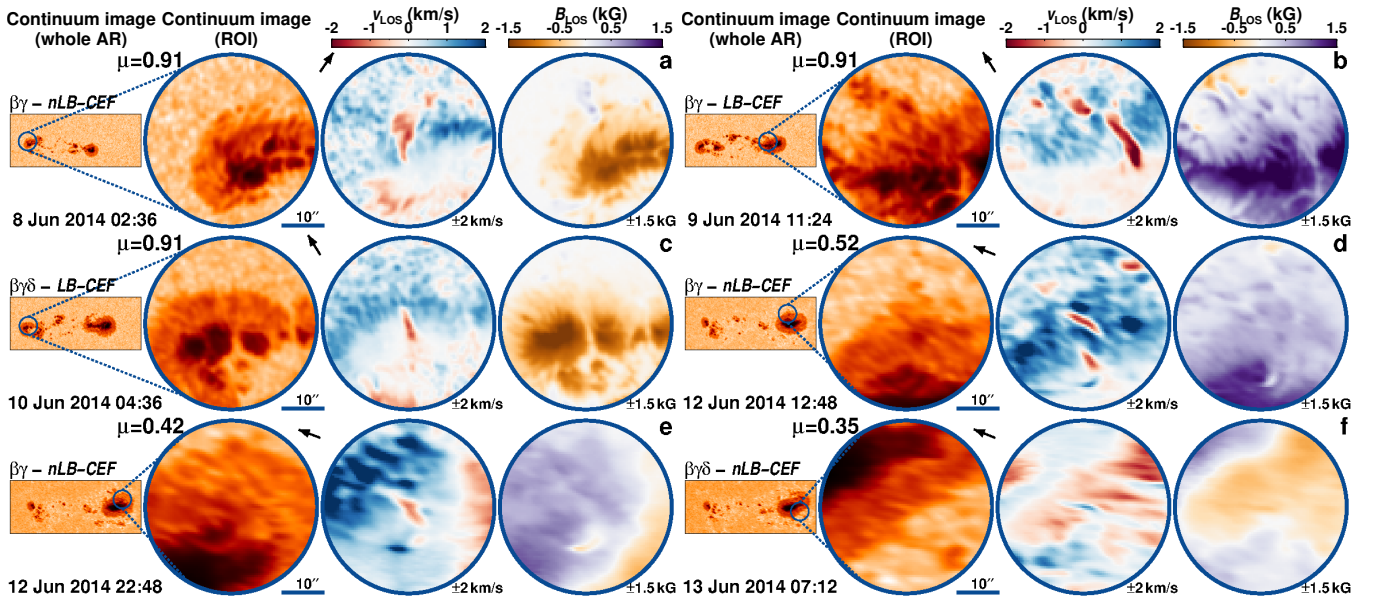 Continuum image (whole AR)
Continuum image (ROI)
v_LOS (km/s)
-2 -1 0 1 2
B_LOS (kG)
-1.5 -0.5 0.5 1.5
Continuum image (whole AR)
Continuum image (ROI)
v_LOS (km/s)
-2 -1 0 1 2
B_LOS (kG)
-1.5 -0.5 0.5 1.5
μ=0.91
a
βγ – nLB–CEF
8 Jun 2014 02:36
10″
±2 km/s
±1.5 kG
μ=0.91
b
βγ – LB–CEF
9 Jun 2014 11:24
10″
±2 km/s
±1.5 kG
μ=0.91
c
βγδ – LB–CEF
10 Jun 2014 04:36
10″
±2 km/s
±1.5 kG
μ=0.52
d
βγ – nLB–CEF
12 Jun 2014 12:48
10″
±2 km/s
±1.5 kG
μ=0.42
e
βγ – nLB–CEF
12 Jun 2014 22:48
10″
±2 km/s
±1.5 kG
μ=0.35
f
βγδ – nLB–CEF
13 Jun 2014 07:12
10″
±2 km/s
±1.5 kG